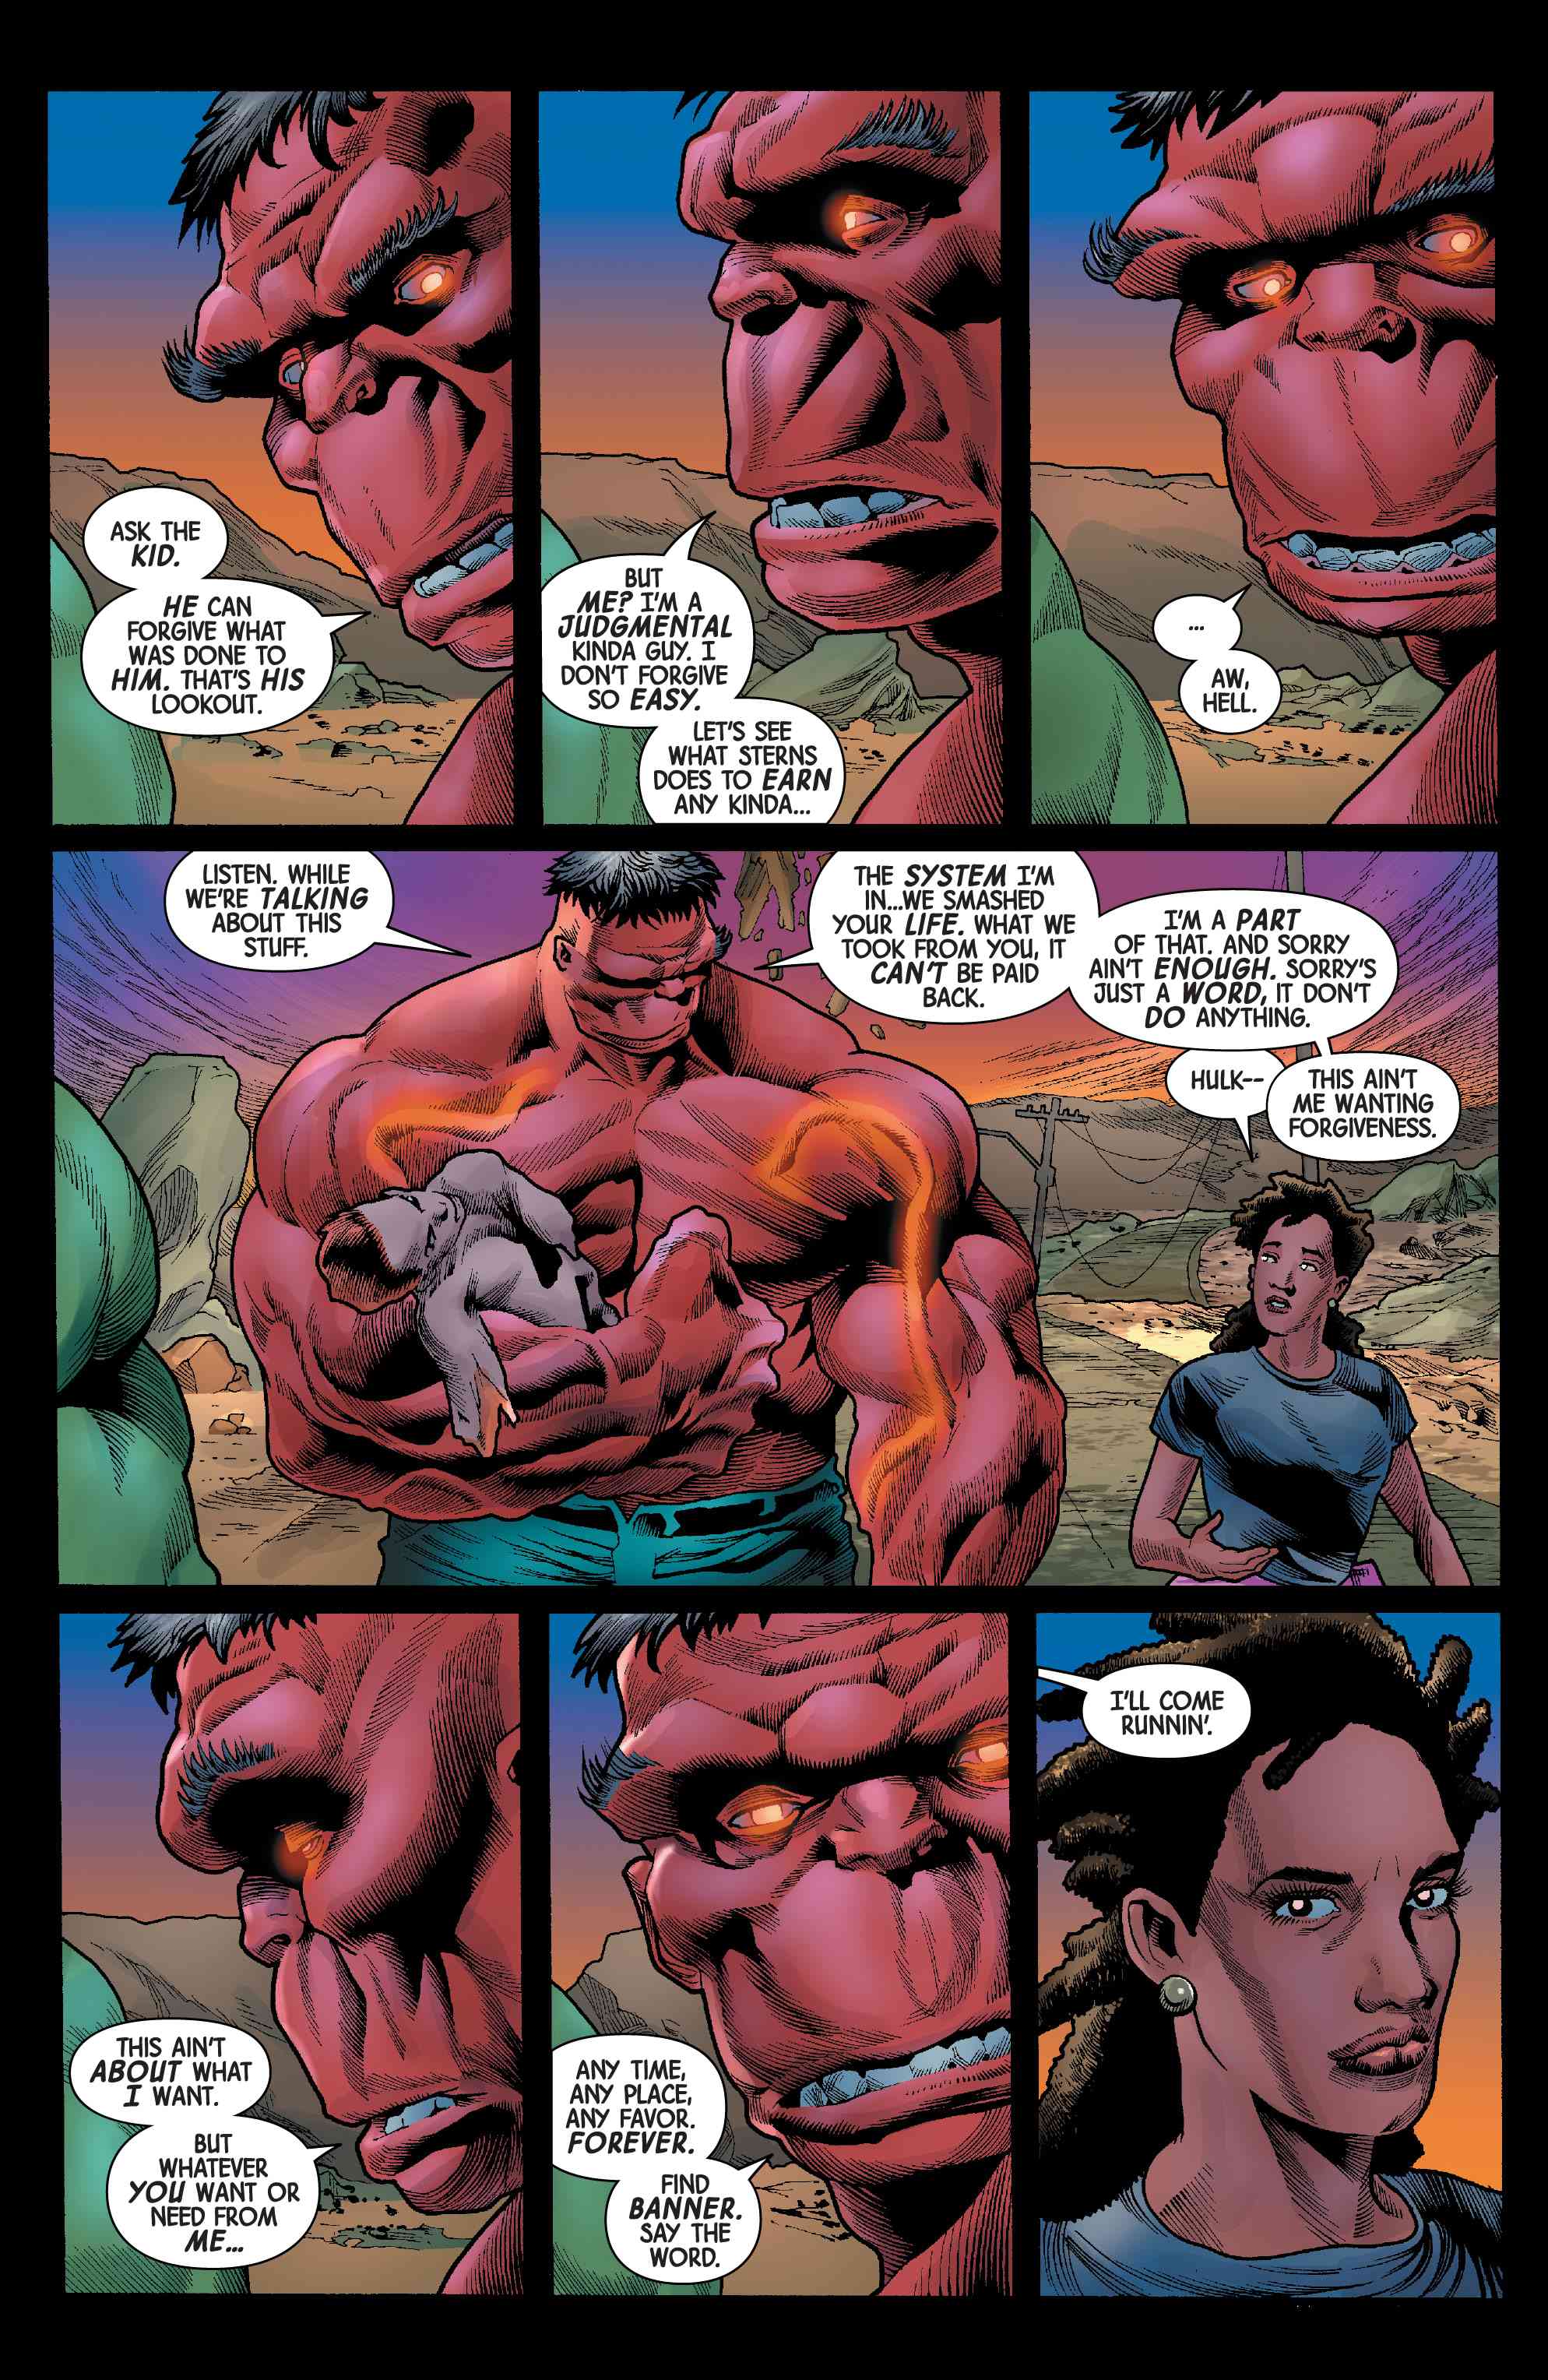 ASK THE
KID.
HE CAN
FORGIVE WHAT
WAS DONE TO
HIM. THAT'S HIS
LOOKOUT.
BUT
ME? I'M A
JUDGMENTAL
KINDA GUY. I
DON'T FORGIVE
SO EASY.
LET'S SEE
WHAT STERNS
DOES TO EARN
ANY KINDA...
...
AW,
HELL.
LISTEN. WHILE
WE'RE TALKING
ABOUT THIS
STUFF.
THE SYSTEM I'M
IN...WE SMASHED
YOUR LIFE. WHAT WE
TOOK FROM YOU, IT
CAN'T BE PAID
BACK.
I'M A PART
OF THAT. AND SORRY
AIN'T ENOUGH. SORRY'S
JUST A WORD, IT DON'T
DO ANYTHING.
HULK--
THIS AIN'T
ME WANTING
FORGIVENESS.
THIS AIN'T
ABOUT WHAT
I WANT.
BUT
WHATEVER
YOU WANT OR
NEED FROM
ME...
ANY TIME,
ANY PLACE,
ANY FAVOR.
FOREVER.
FIND
BANNER.
SAY THE
WORD.
I'LL COME
RUNNIN'.